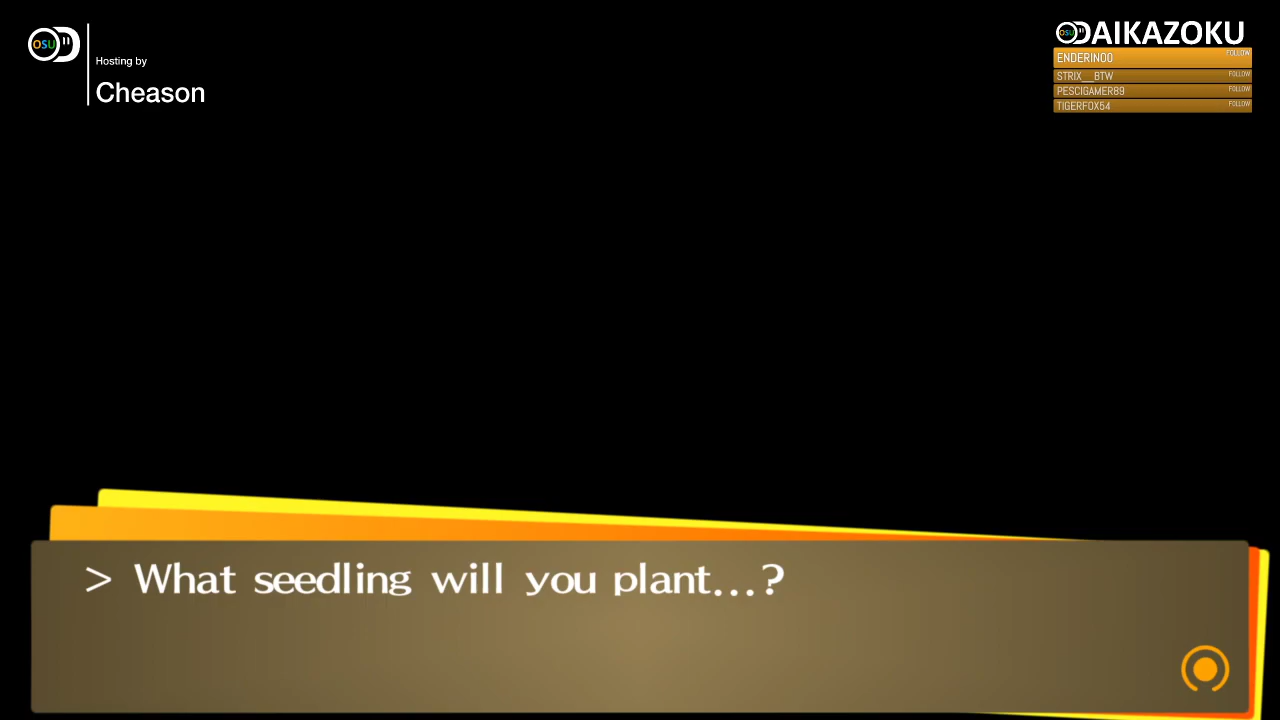 OSU
Hosting by
Cheason
OSU DAIKAZOKU
ENDERINO0 FOLLOW
STRIX__BTW FOLLOW
PESCIGAMER89 FOLLOW
TIGERFOX54 FOLLOW
> What seedling will you plant...?